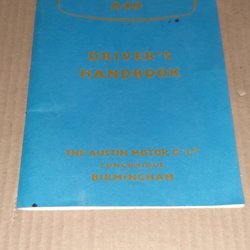 A40
DRIVER'S
HANDBOOK
THE AUSTIN MOTOR Co. LTD.
LONGBRIDGE
BIRMINGHAM